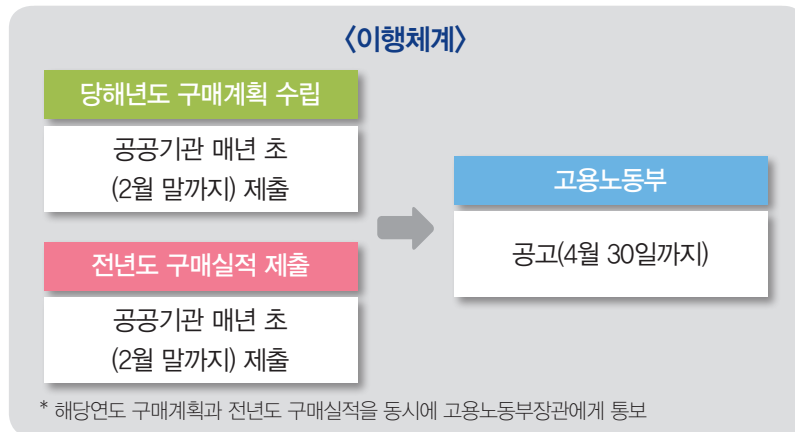 〈이행체계〉
당해년도 구매계획 수립
공공기관 매년 초
(2월 말까지) 제출
전년도 구매실적 제출
공공기관 매년 초
(2월 말까지) 제출
고용노동부
공고(4월 30일까지)
* 해당연도 구매계획과 전년도 구매실적을 동시에 고용노동부장관에게 통보